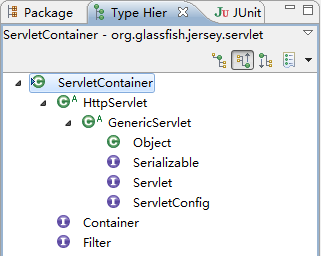 Package Type Hier JUnit
ServletContainer - org.glassfish.jersey.servlet
ServletContainer
HttpServlet
GenericServlet
Object
Serializable
Servlet
ServletConfig
Container
Filter